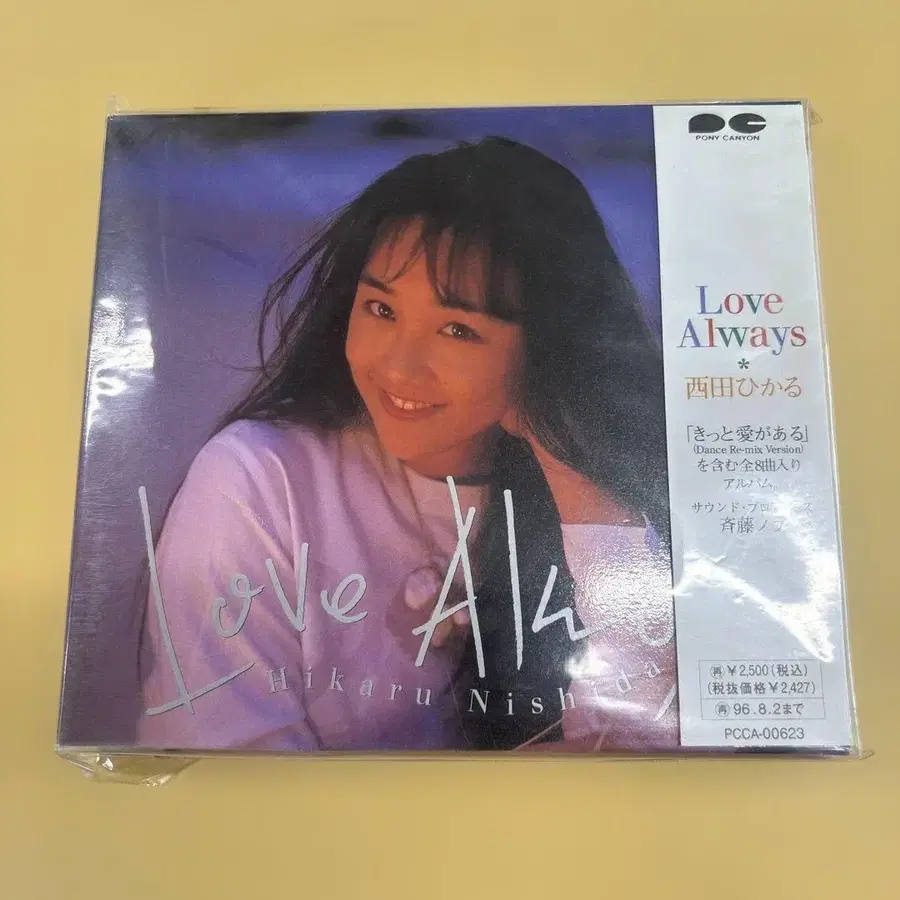 Love Al
Hikaru Nishida
PONY CANYON
Love
Always
*
西田ひかる
「きっと愛がある」
(Dance Re-mix Version)
を含む全8曲入り
アルバム
サウンド・プロ
斉藤ノ
再 ¥2,500(税込)
(税抜価格¥2,427)
再 96.8.2まで
PCCA-00623